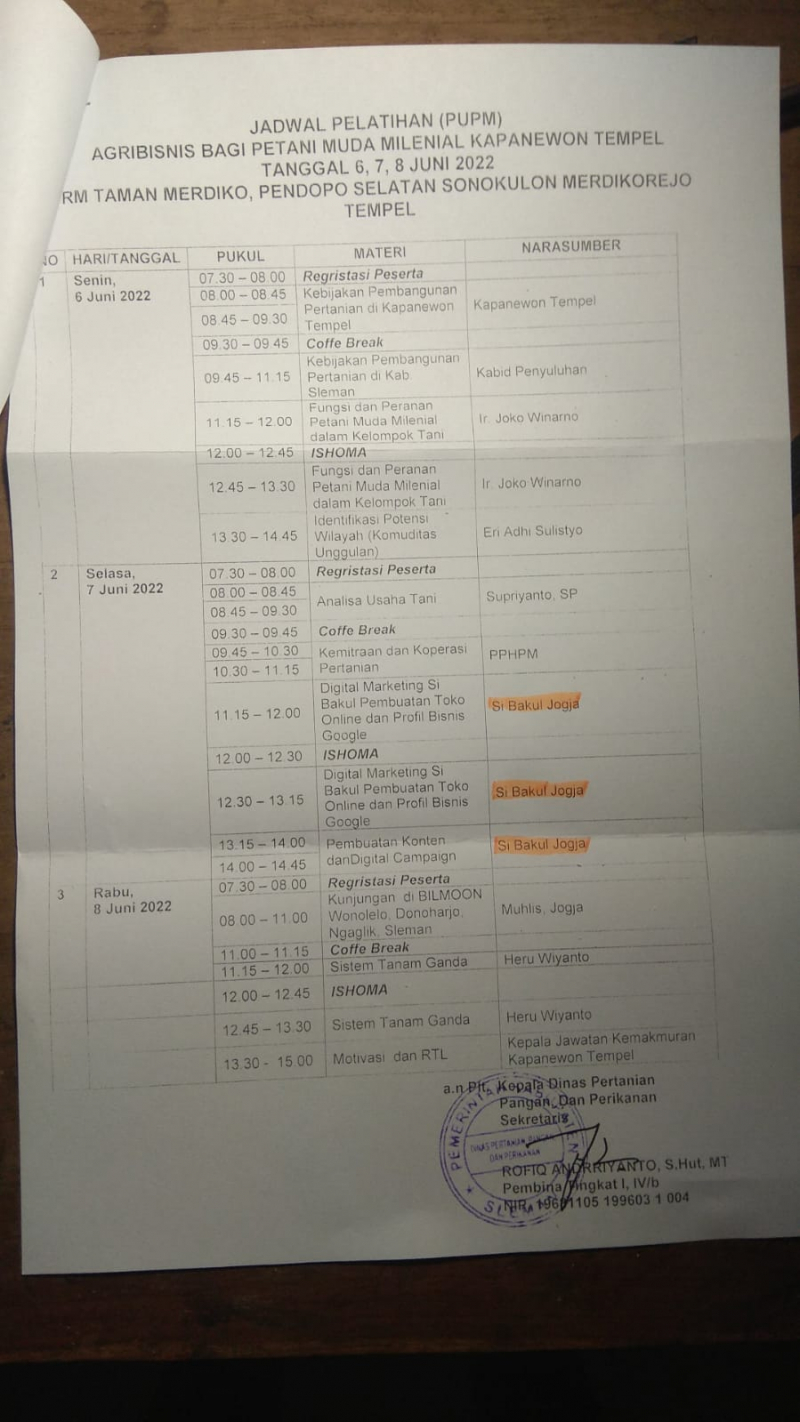 JADWAL PELATIHAN (PUPM)
AGRIBISNIS BAGI PETANI MUDA MILENIAL KAPANEWON TEMPEL
TANGGAL 6, 7, 8 JUNI 2022
RM TAMAN MERDIKO, PENDOPO SELATAN SONOKULON MERDIKOREJO
TEMPEL
NO HARI/TANGGAL PUKUL MATERI NARASUMBER
1 Senin,
6 Juni 2022
07.30 – 08.00 Regristasi Peserta
08.00 – 08.45
08.45 – 09.30
Kebijakan Pembangunan
Pertanian di Kapanewon
Tempel
Kapanewon Tempel
09.30 – 09.45 Coffe Break
09.45 – 11.15
Kebijakan Pembangunan
Pertanian di Kab.
Sleman
Kabid Penyuluhan
11.15 – 12.00
Fungsi dan Peranan
Petani Muda Milenial
dalam Kelompok Tani
Ir. Joko Winarno
12.00 – 12.45 ISHOMA
12.45 – 13.30
Fungsi dan Peranan
Petani Muda Milenial
dalam Kelompok Tani
Ir. Joko Winarno
13.30 – 14.45
Identifikasi Potensi
Wilayah (Komuditas
Unggulan)
Eri Adhi Sulistyo
2 Selasa,
7 Juni 2022
07.30 – 08.00 Regristasi Peserta
08.00 – 08.45
08.45 – 09.30
Analisa Usaha Tani
Supriyanto, SP
09.30 – 09.45 Coffe Break
09.45 – 10.30
10.30 – 11.15
Kemitraan dan Koperasi
Pertanian
PPHPM
11.15 – 12.00
Digital Marketing Si
Bakul Pembuatan Toko
Online dan Profil Bisnis
Google
Si Bakul Jogja
12.00 – 12.30 ISHOMA
12.30 – 13.15
Digital Marketing Si
Bakul Pembuatan Toko
Online dan Profil Bisnis
Google
Si Bakul Jogja
13.15 – 14.00
14.00 – 14.45
Pembuatan Konten
danDigital Campaign
Si Bakul Jogja
3 Rabu,
8 Juni 2022
07.30 – 08.00 Regristasi Peserta
08.00 – 11.00
Kunjungan di BILMOON
Wonolelo, Donoharjo,
Ngaglik, Sleman
Muhlis, Jogja
11.00 – 11.15 Coffe Break
11.15 – 12.00 Sistem Tanam Ganda Heru Wiyanto
12.00 – 12.45 ISHOMA
12.45 – 13.30 Sistem Tanam Ganda Heru Wiyanto
13.30 - 15.00 Motivasi dan RTL
Kepala Jawatan Kemakmuran
Kapanewon Tempel
a.n Plt. Kepala Dinas Pertanian
Pangan, Dan Perikanan
Sekretaris
DINAS PERTANIAN PANGAN
DAN PERIKANAN
SLEMAN
ROFIQ ANDRRIYANTO, S.Hut, MT
Pembina Tingkat I, IV/b
199603 1 004